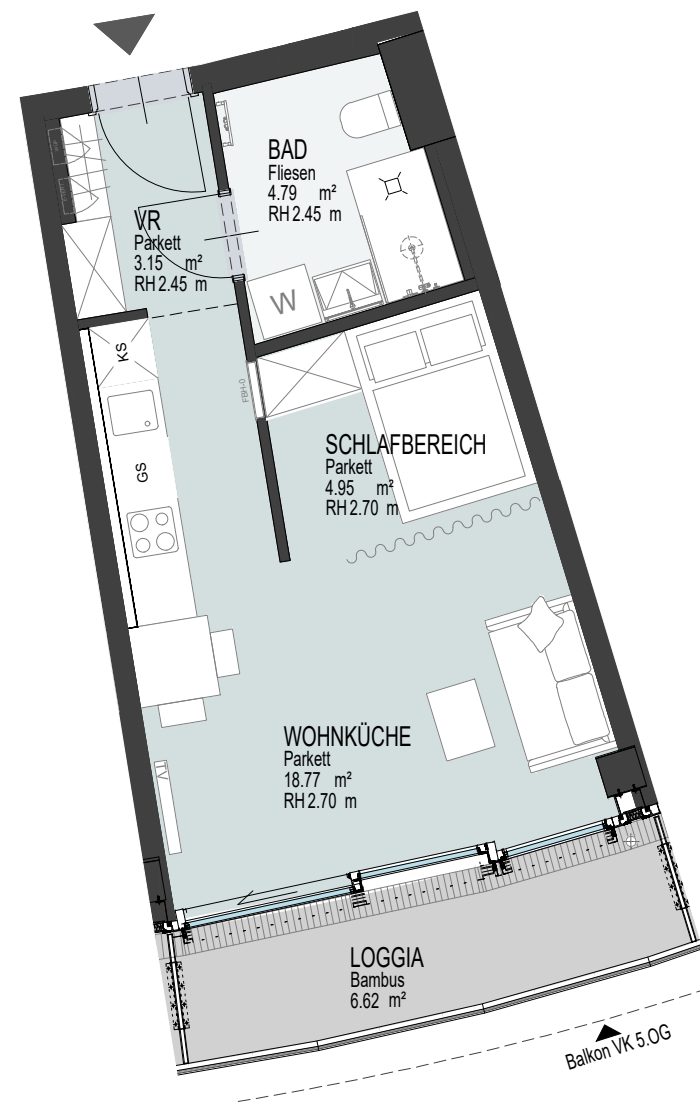 BAD
Fliesen
4.79 m²
RH 2.45 m
VR
Parkett
3.15 m²
RH 2.45 m
W
KS
FBH-0
GS
SCHLAFBEREICH
Parkett
4.95 m²
RH 2.70 m
WOHNKÜCHE
Parkett
18.77 m²
RH 2.70 m
LOGGIA
Bambus
6.62 m²
Balkon VK 5.OG